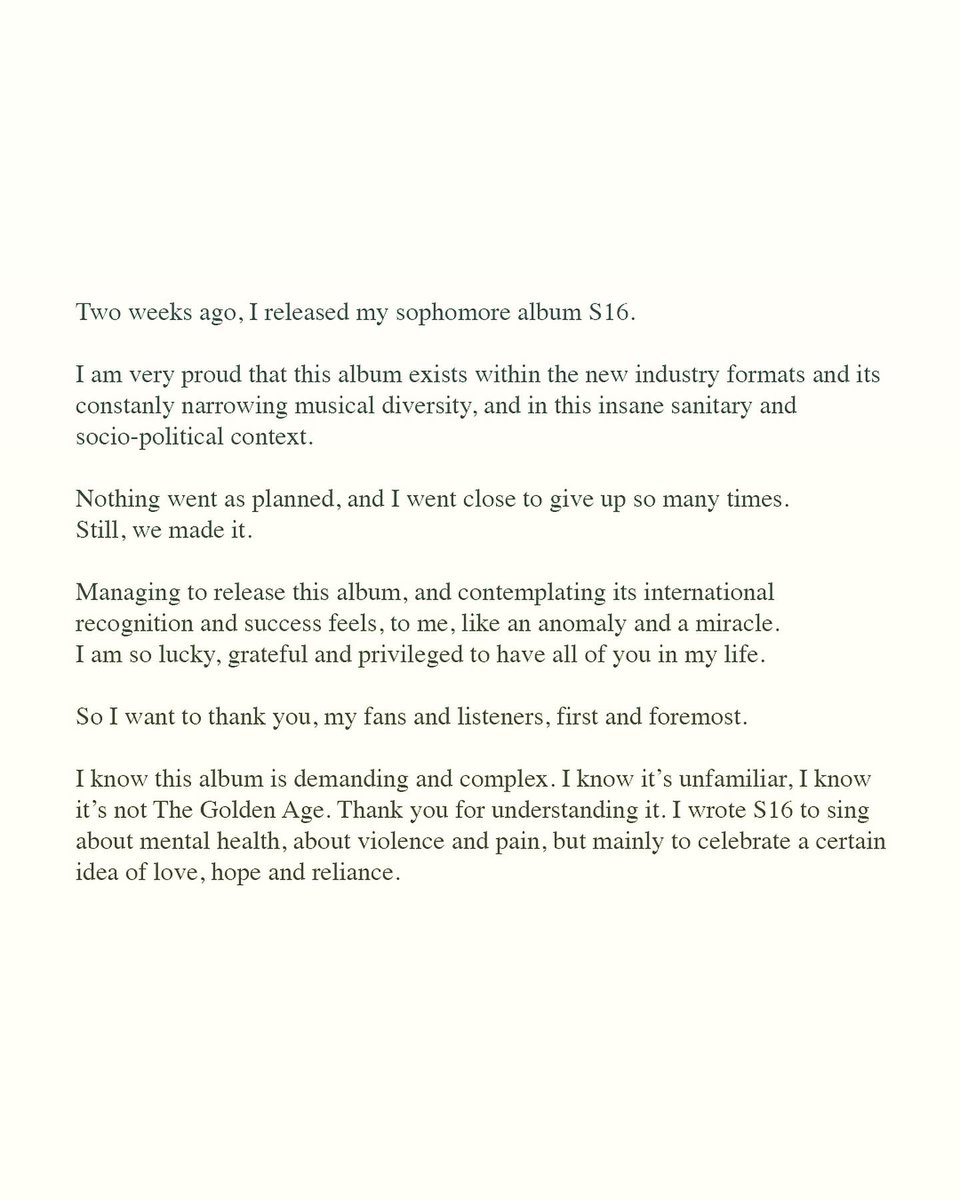 Two weeks ago, I released my sophomore album S16.
I am very proud that this album exists within the new industry formats and its
constanly narrowing musical diversity, and in this insane sanitary and
socio-political context.
Nothing went as planned, and I went close to give up so many times.
Still, we made it.
Managing to release this album, and contemplating its international
recognition and success feels, to me, like an anomaly and a miracle.
I am so lucky, grateful and privileged to have all of you in my life.
So I want to thank you, my fans and listeners, first and foremost.
I know this album is demanding and complex. I know it’s unfamiliar, I know
it’s not The Golden Age. Thank you for understanding it. I wrote S16 to sing
about mental health, about violence and pain, but mainly to celebrate a certain
idea of love, hope and reliance.